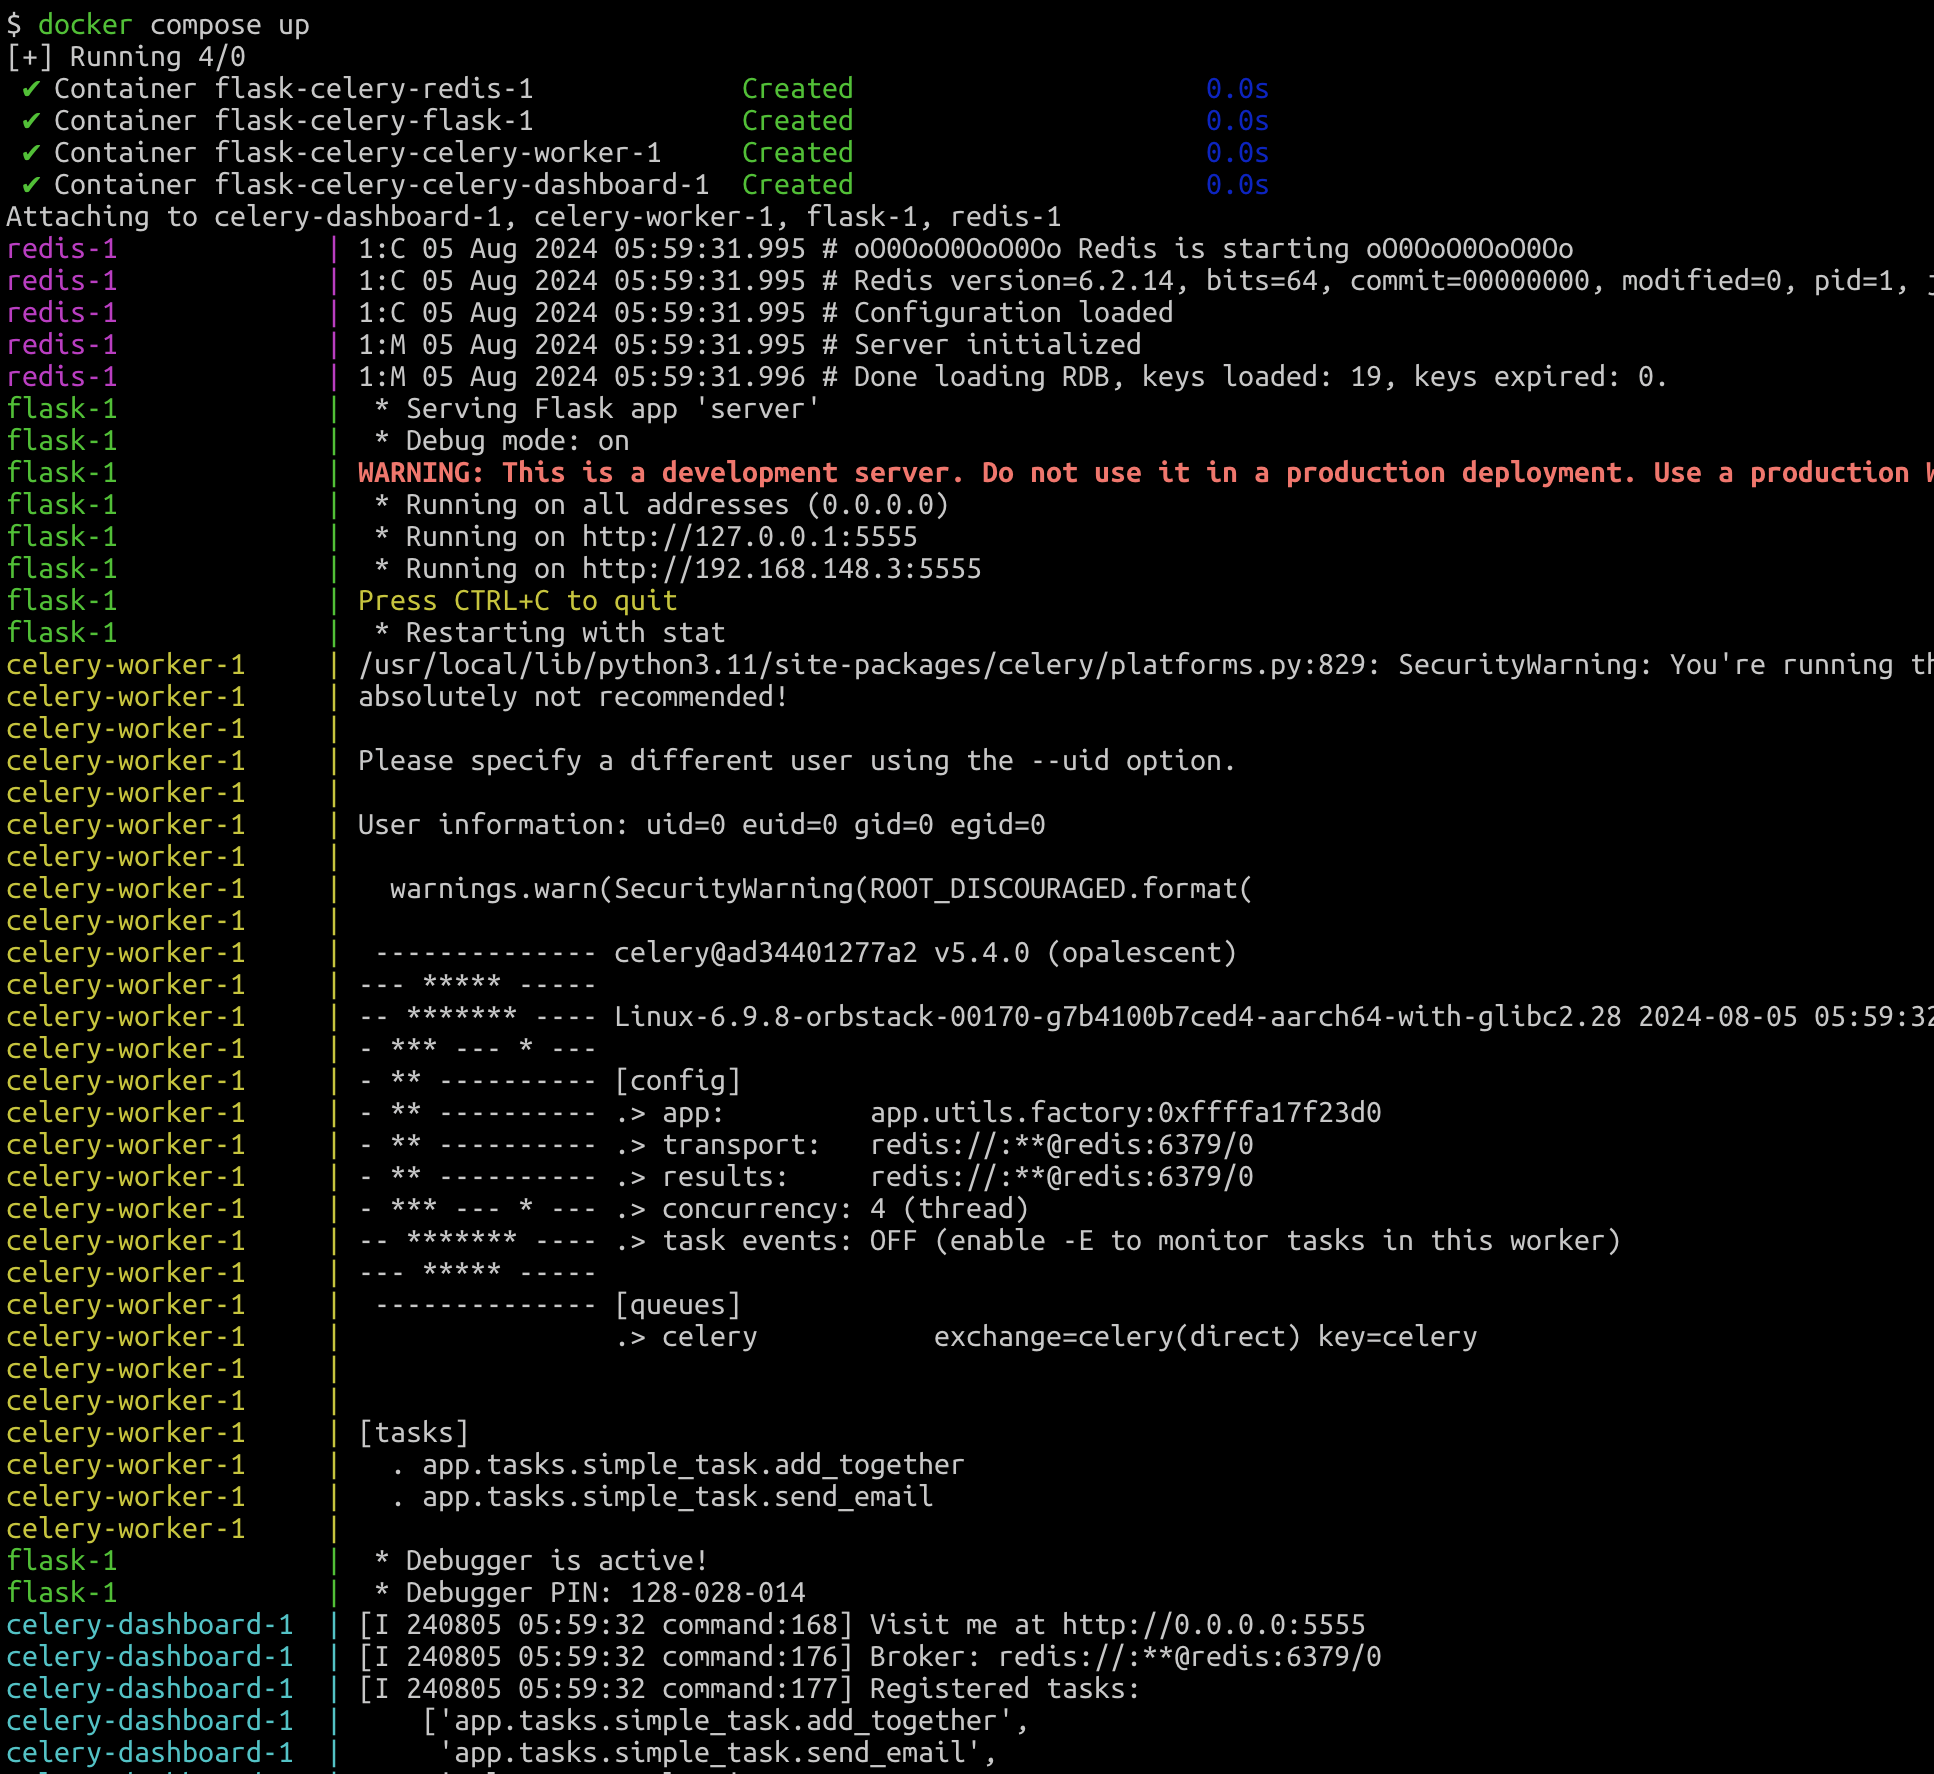 $ docker compose up
[+] Running 4/0
 ✔ Container flask-celery-redis-1             Created                      0.0s
 ✔ Container flask-celery-flask-1             Created                      0.0s
 ✔ Container flask-celery-celery-worker-1     Created                      0.0s
 ✔ Container flask-celery-celery-dashboard-1  Created                      0.0s
Attaching to celery-dashboard-1, celery-worker-1, flask-1, redis-1
redis-1             | 1:C 05 Aug 2024 05:59:31.995 # oO0OoO0OoO0Oo Redis is starting oO0OoO0OoO0Oo
redis-1             | 1:C 05 Aug 2024 05:59:31.995 # Redis version=6.2.14, bits=64, commit=00000000, modified=0, pid=1,
redis-1             | 1:C 05 Aug 2024 05:59:31.995 # Configuration loaded
redis-1             | 1:M 05 Aug 2024 05:59:31.995 # Server initialized
redis-1             | 1:M 05 Aug 2024 05:59:31.996 # Done loading RDB, keys loaded: 19, keys expired: 0.
flask-1             |  * Serving Flask app 'server'
flask-1             |  * Debug mode: on
flask-1             | WARNING: This is a development server. Do not use it in a production deployment. Use a production
flask-1             |  * Running on all addresses (0.0.0.0)
flask-1             |  * Running on http://127.0.0.1:5555
flask-1             |  * Running on http://192.168.148.3:5555
flask-1             | Press CTRL+C to quit
flask-1             |  * Restarting with stat
celery-worker-1     | /usr/local/lib/python3.11/site-packages/celery/platforms.py:829: SecurityWarning: You're running
celery-worker-1     | absolutely not recommended!
celery-worker-1     |
celery-worker-1     | Please specify a different user using the --uid option.
celery-worker-1     |
celery-worker-1     | User information: uid=0 euid=0 gid=0 egid=0
celery-worker-1     |
celery-worker-1     |   warnings.warn(SecurityWarning(ROOT_DISCOURAGED.format(
celery-worker-1     |
celery-worker-1     |  -------------- celery@ad34401277a2 v5.4.0 (opalescent)
celery-worker-1     | --- ***** -----
celery-worker-1     | -- ******* ---- Linux-6.9.8-orbstack-00170-g7b4100b7ced4-aarch64-with-glibc2.28 2024-08-05 05:59:32
celery-worker-1     | - *** --- * ---
celery-worker-1     | - ** ---------- [config]
celery-worker-1     | - ** ---------- .> app:         app.utils.factory:0xffffa17f23d0
celery-worker-1     | - ** ---------- .> transport:   redis://:**@redis:6379/0
celery-worker-1     | - ** ---------- .> results:     redis://:**@redis:6379/0
celery-worker-1     | - *** --- * --- .> concurrency: 4 (thread)
celery-worker-1     | -- ******* ---- .> task events: OFF (enable -E to monitor tasks in this worker)
celery-worker-1     | --- ***** -----
celery-worker-1     |  -------------- [queues]
celery-worker-1     |                 .> celery           exchange=celery(direct) key=celery
celery-worker-1     |
celery-worker-1     |
celery-worker-1     | [tasks]
celery-worker-1     |   . app.tasks.simple_task.add_together
celery-worker-1     |   . app.tasks.simple_task.send_email
celery-worker-1     |
flask-1             |  * Debugger is active!
flask-1             |  * Debugger PIN: 128-028-014
celery-dashboard-1  | [I 240805 05:59:32 command:168] Visit me at http://0.0.0.0:5555
celery-dashboard-1  | [I 240805 05:59:32 command:176] Broker: redis://:**@redis:6379/0
celery-dashboard-1  | [I 240805 05:59:32 command:177] Registered tasks:
celery-dashboard-1  |     ['app.tasks.simple_task.add_together',
celery-dashboard-1  |      'app.tasks.simple_task.send_email',